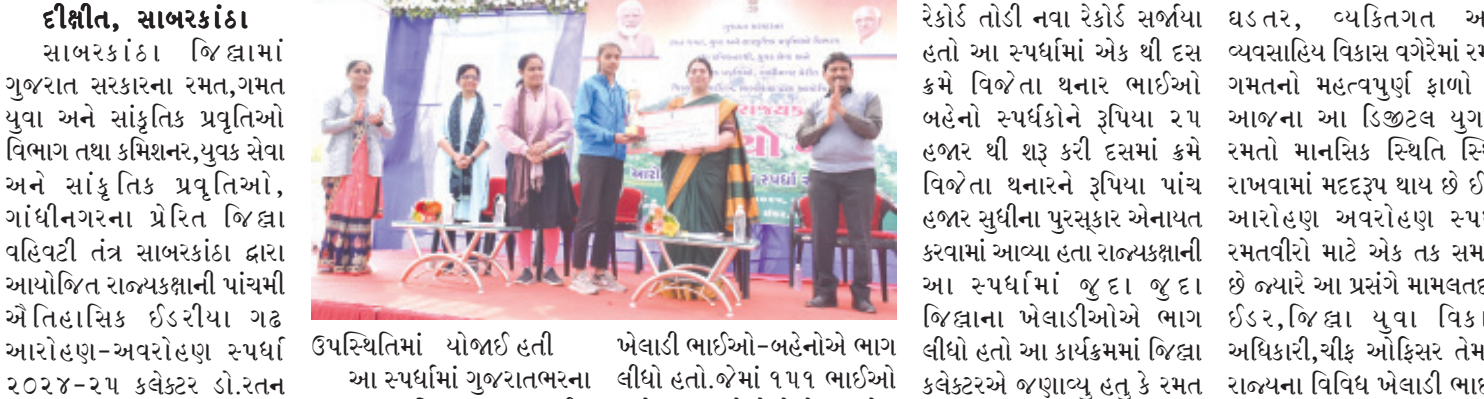 દીક્ષીત, સાબરકાંઠા
સાબરકાંઠા જિલ્લામાં
ગુજરાત સરકારના રમત,ગમત
યુવા અને સાંકૃતિક પ્રવૃતિઓ
વિભાગ તથા કમિશનર,યુવક સેવા
અને સાંકૃતિક પ્રવૃતિઓ,
ગાંધીનગરના પ્રેરિત જિલ્લા
વહિવટી તંત્ર સાબરકાંઠા દ્વારા
આયોજિત રાજ્યકક્ષાની પાંચમી
ઐતિહાસિક ઈડરીયા ગઢ
આરોહણ-અવરોહણ સ્પર્ધા
૨૦૨૪-૨૫ કલેક્ટર ડો.રતન
ઉપસ્થિતિમાં યોજાઈ હતી
આ સ્પર્ધામાં ગુજરાતભરના
ખેલાડી ભાઈઓ-બહેનોએ ભાગ
લીધો હતો.જેમાં ૧૫૧ ભાઈઓ
રેકોર્ડ તોડી નવા રેકોર્ડ સર્જાયા
હતો આ સ્પર્ધામાં એક થી દસ
ક્રમે વિજેતા થનાર ભાઈઓ
બહેનો સ્પર્ધકોને રૂપિયા ૨૫
હજાર થી શરૂ કરી દસમાં ક્રમે
વિજેતા થનારને રૂપિયા પાંચ
હજાર સુધીના પુરસ્કાર એનાયત
કરવામાં આવ્યા હતા રાજ્યકક્ષાની
આ સ્પર્ધામાં જુદા જુદા
જિલ્લાના ખેલાડીઓએ ભાગ
લીધો હતો આ કાર્યક્રમમાં જિલ્લા
કલેક્ટરએ જણાવ્યુ હતુ કે રમત
ઘડતર, વ્યકિતગત
વ્યવસાહિય વિકાસ વગેરેમાં
ગમતનો મહત્વપુર્ણ ફાળો
આજના આ ડિજીટલ
રમતો માનસિક સ્થિતિ
રાખવામાં મદદરૂપ થાય છે
આરોહણ અવરોહણ
રમતવીરો માટે એક તક
છે જ્યારે આ પ્રસંગે
ઈડર,જિલ્લા યુવા
અધિકારી,ચીફ ઓફિસર
રાજ્યના વિવિધ ખેલાડી